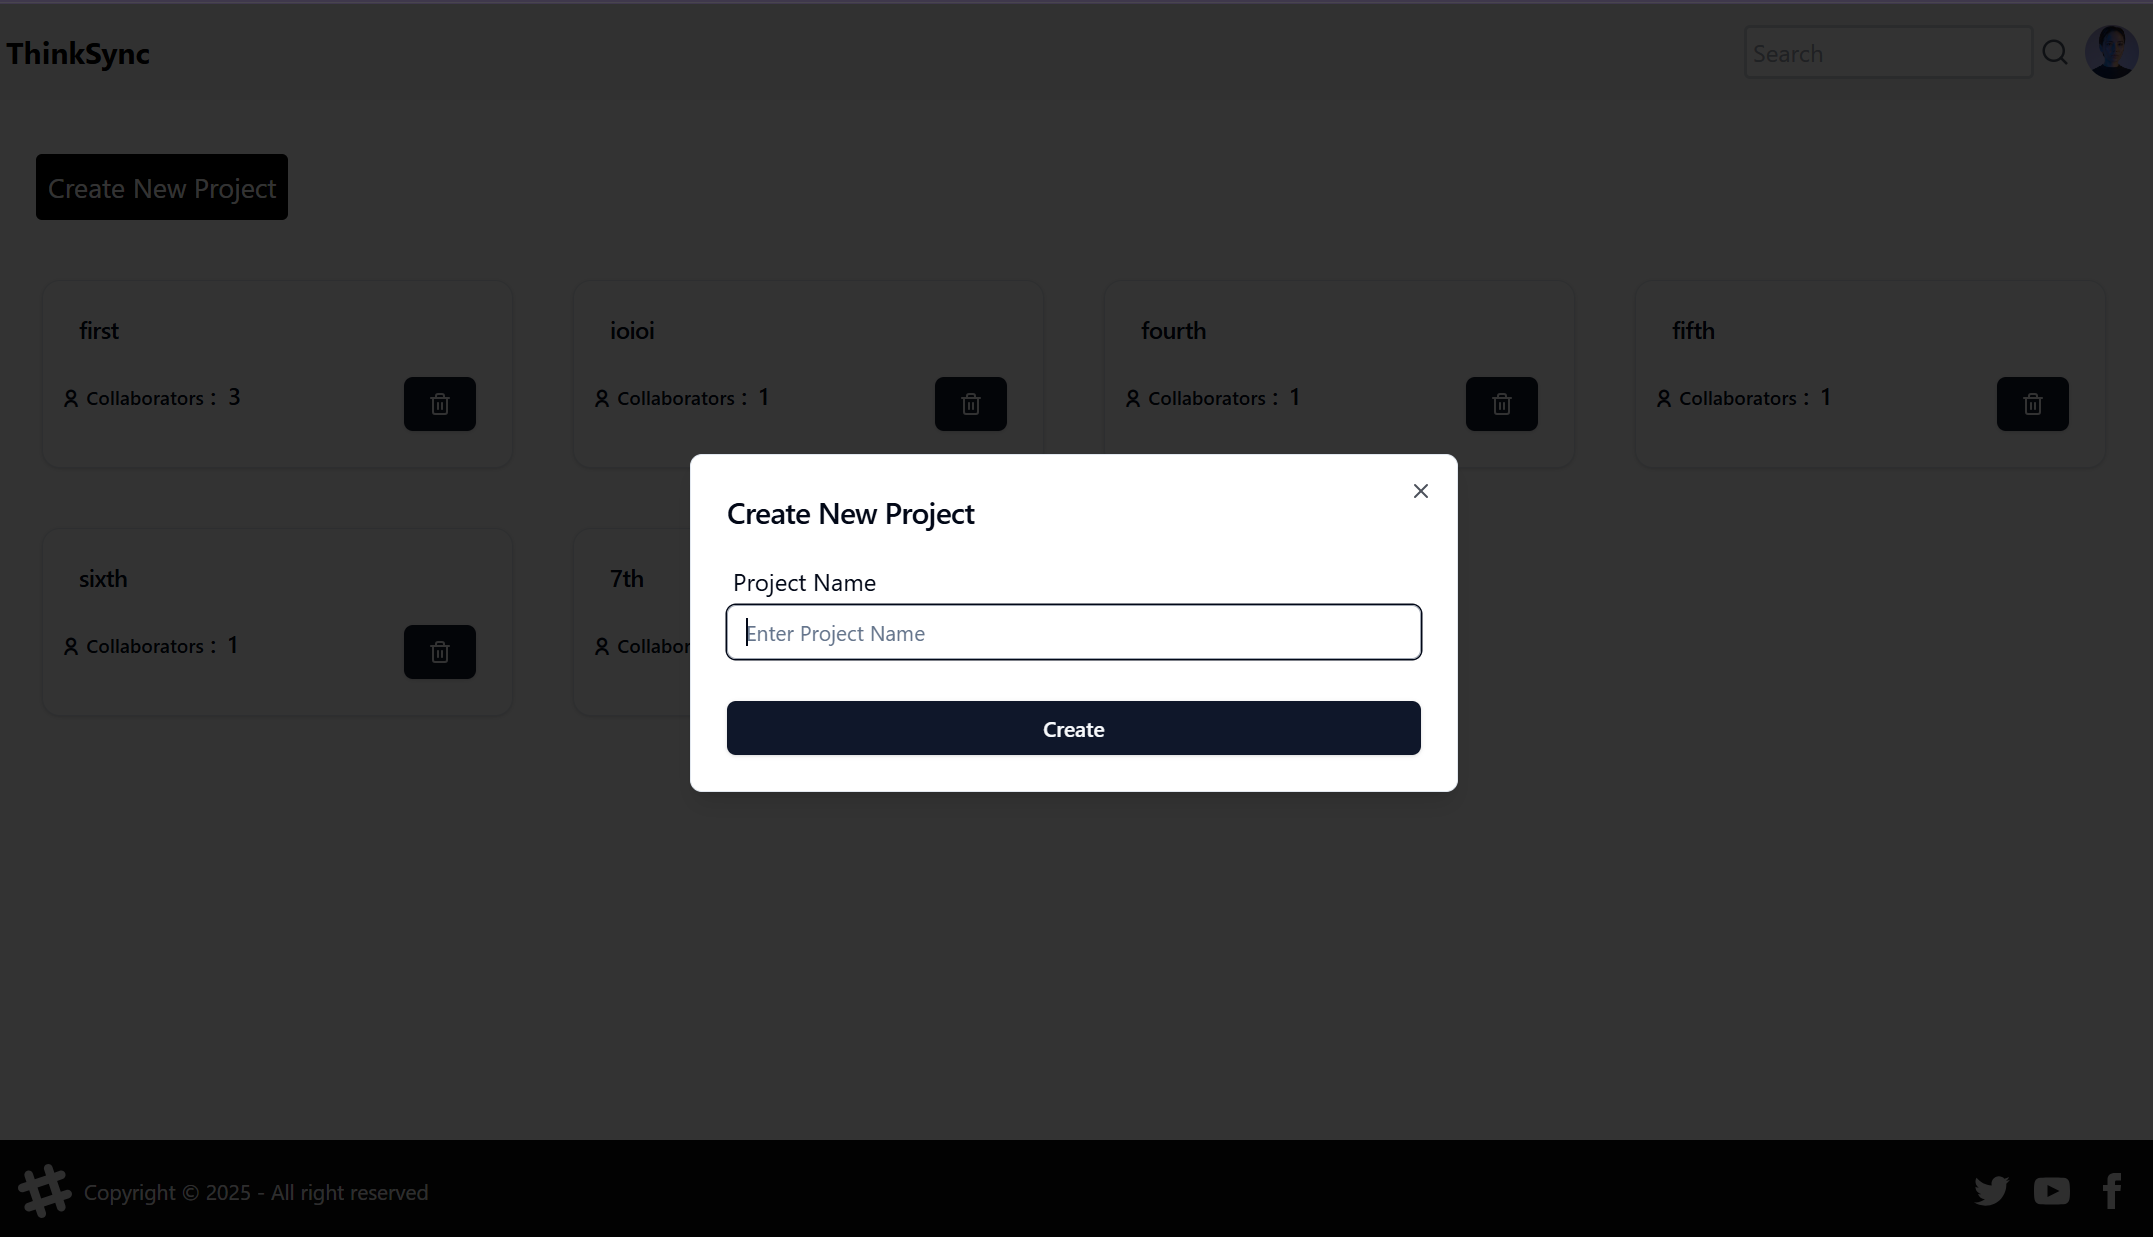 ThinkSync
Search
Create New Project
first
Collaborators : 3
ioioi
Collaborators : 1
fourth
Collaborators : 1
fifth
Collaborators : 1
sixth
Collaborators : 1
7th
Collabor
Create New Project
Project Name
Enter Project Name
Create
Copyright © 2025 - All right reserved